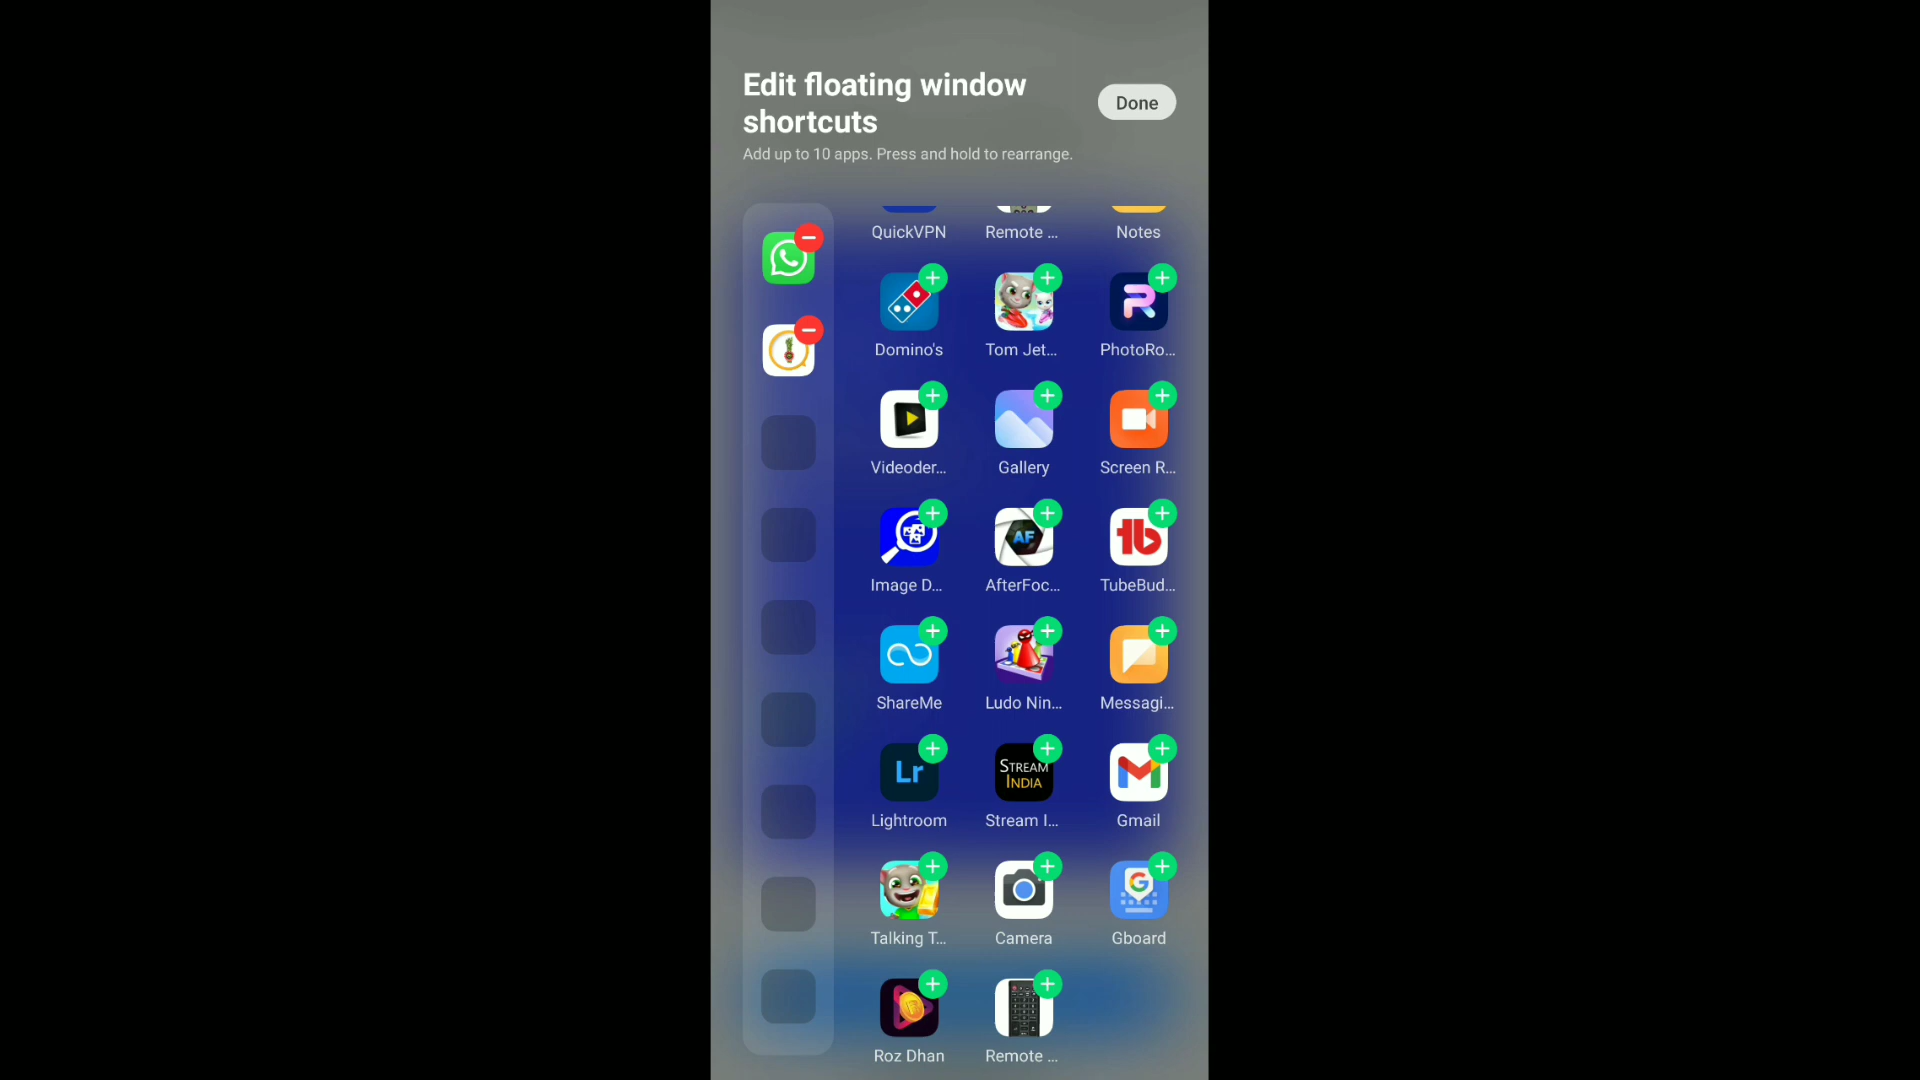 Edit floating window
shortcuts
Done
Add up to 10 apps. Press and hold to rearrange.
QuickVPN
Remote ...
Notes
Domino's
Tom Jet...
PhotoRo...
Videoder...
Gallery
Screen R...
AF
Image D...
AfterFoc...
TubeBud...
ShareMe
Ludo Nin...
Messagi...
Lr
STREAM
INDIA
Lightroom
Stream I...
Gmail
G
Talking T...
Camera
Gboard
Roz Dhan
Remote ...